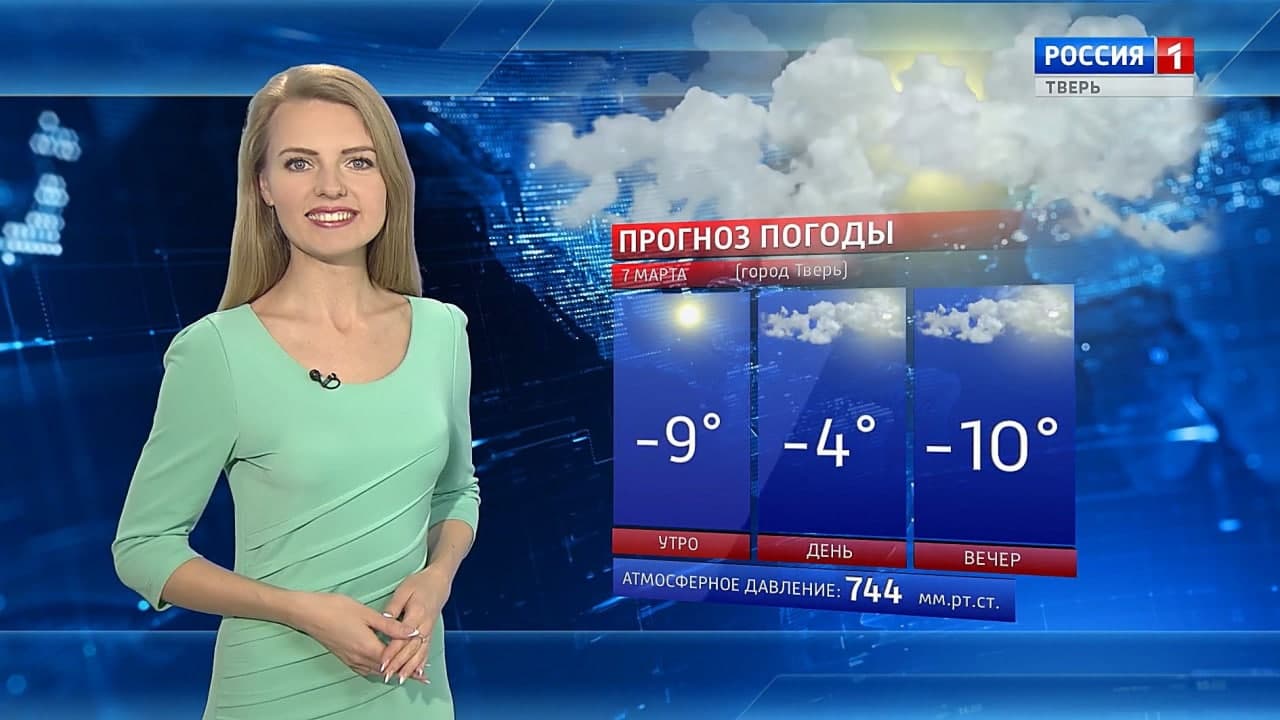 РОССИЯ 1
ТВЕРЬ
ПРОГНОЗ ПОГОДЫ
7 МАРТА (город Тверь)
-9° -4° -10°
УТРО ДЕНЬ ВЕЧЕР
АТМОСФЕРНОЕ ДАВЛЕНИЕ: 744 мм.рт.ст.